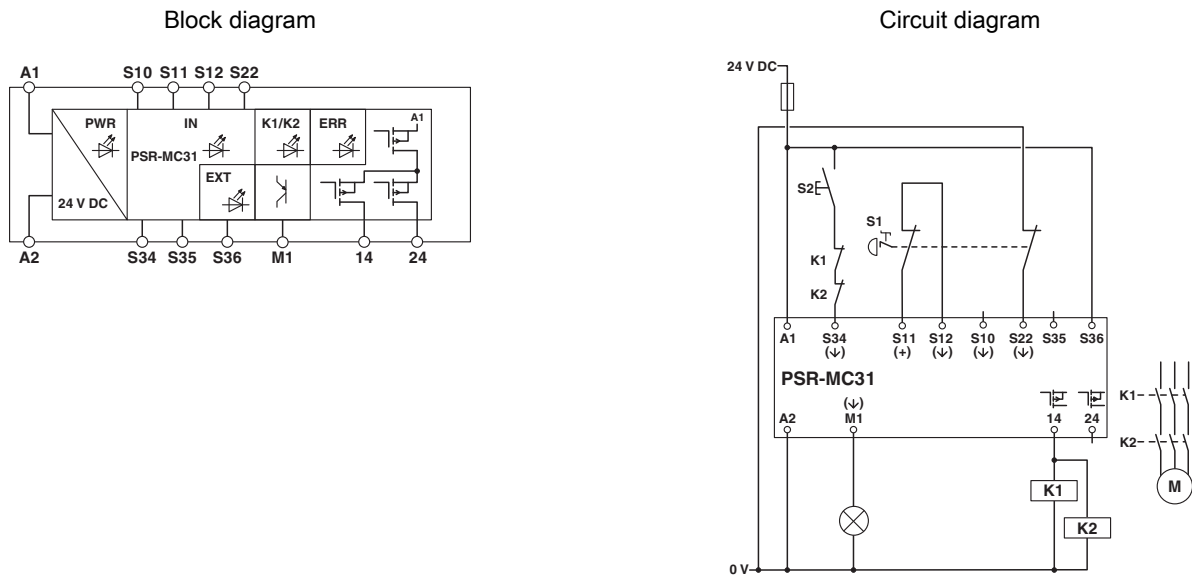 Block diagram
A1 S10 S11 S12 S22
PWR IN K1/K2 ERR A1
PSR-MC31
EXT
24 V DC
A2 S34 S35 S36 M1 14 24
Circuit diagram
24 V DC
S2
S1
K1
K2
A1 S34 S11 S12 S10 S22 S35 S36
(↓) (+) (↓) (↓) (↓)
PSR-MC31
(↓)
A2 M1 14 24
K1
K2
M
K1
K2
0 V